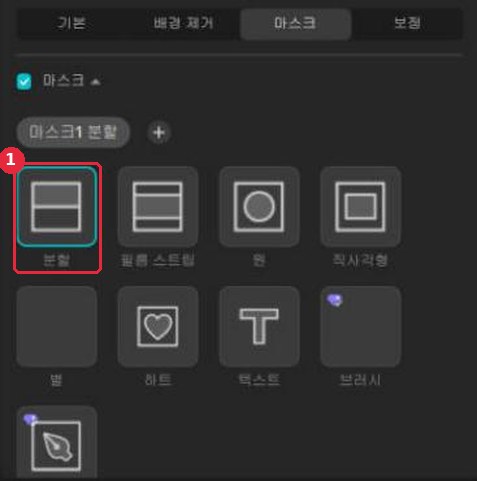 기본 배경 제거 마스크 보정
마스크
마스크1 분할 +
1
분할 필름 스트립 원 직사각형
별 하트 텍스트 브러시